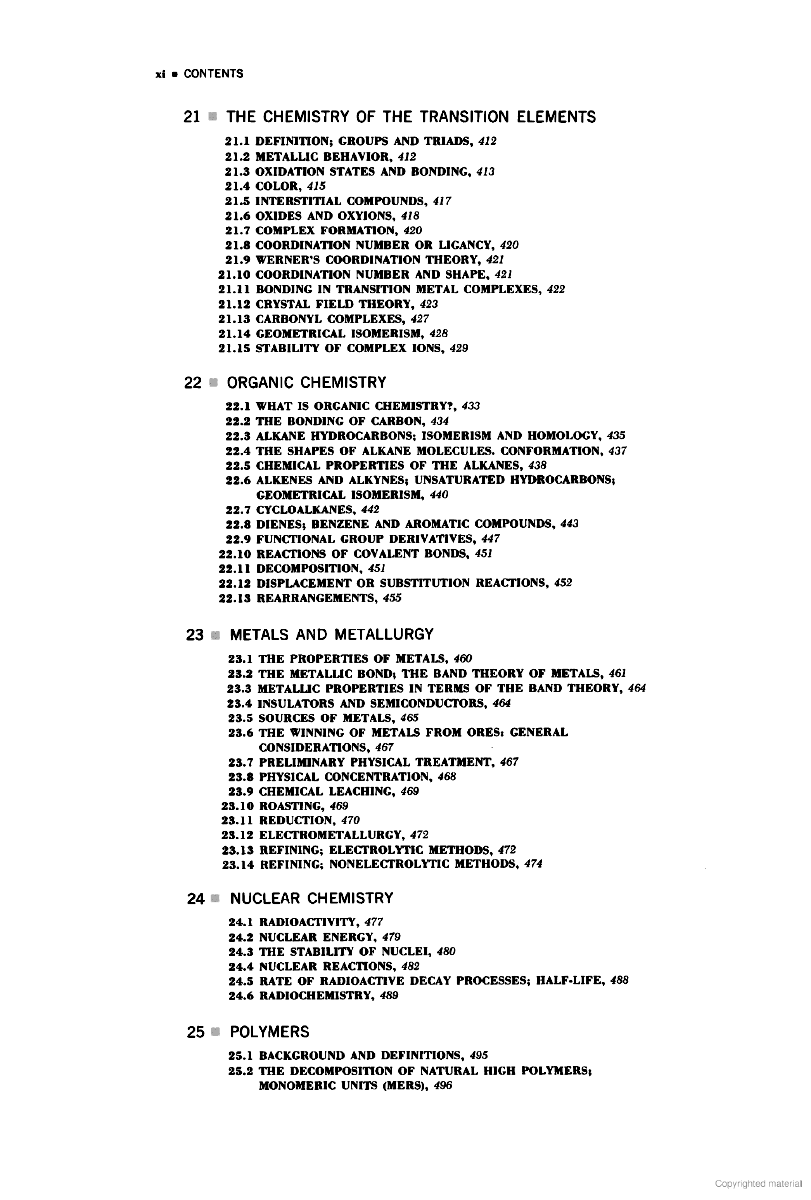 xi ■ CONTENTS
21 ■ THE CHEMISTRY OF THE TRANSITION ELEMENTS
21.1 DEFINITION; GROUPS AND TRIADS, 412
21.2 METALLIC BEHAVIOR, 412
21.3 OXIDATION STATES AND BONDING, 413
21.4 COLOR, 415
21.5 INTERSTITIAL COMPOUNDS, 417
21.6 OXIDES AND OXYIONS, 418
21.7 COMPLEX FORMATION, 420
21.8 COORDINATION NUMBER OR LIGANCY, 420
21.9 WERNER'S COORDINATION THEORY, 421
21.10 COORDINATION NUMBER AND SHAPE, 421
21.11 BONDING IN TRANSITION METAL COMPLEXES, 422
21.12 CRYSTAL FIELD THEORY, 423
21.13 CARBONYL COMPLEXES, 427
21.14 GEOMETRICAL ISOMERISM, 428
21.15 STABILITY OF COMPLEX IONS, 429
22 ■ ORGANIC CHEMISTRY
22.1 WHAT IS ORGANIC CHEMISTRY?, 433
22.2 THE BONDING OF CARBON, 434
22.3 ALKANE HYDROCARBONS; ISOMERISM AND HOMOLOGY, 435
22.4 THE SHAPES OF ALKANE MOLECULES. CONFORMATION, 437
22.5 CHEMICAL PROPERTIES OF THE ALKANES, 438
22.6 ALKENES AND ALKYNES; UNSATURATED HYDROCARBONS;
GEOMETRICAL ISOMERISM, 440
22.7 CYCLOALKANES, 442
22.8 DIENES; BENZENE AND AROMATIC COMPOUNDS, 443
22.9 FUNCTIONAL GROUP DERIVATIVES, 447
22.10 REACTIONS OF COVALENT BONDS, 451
22.11 DECOMPOSITION, 451
22.12 DISPLACEMENT OR SUBSTITUTION REACTIONS, 452
22.13 REARRANGEMENTS, 455
23 ■ METALS AND METALLURGY
23.1 THE PROPERTIES OF METALS, 460
23.2 THE METALLIC BOND; THE BAND THEORY OF METALS, 461
23.3 METALLIC PROPERTIES IN TERMS OF THE BAND THEORY, 464
23.4 INSULATORS AND SEMICONDUCTORS, 464
23.5 SOURCES OF METALS, 465
23.6 THE WINNING OF METALS FROM ORES: GENERAL
CONSIDERATIONS, 467
23.7 PRELIMINARY PHYSICAL TREATMENT, 467
23.8 PHYSICAL CONCENTRATION, 468
23.9 CHEMICAL LEACHING, 469
23.10 ROASTING, 469
23.11 REDUCTION, 470
23.12 ELECTROMETALLURGY, 472
23.13 REFINING; ELECTROLYTIC METHODS, 472
23.14 REFINING; NONELECTROLYTIC METHODS, 474
24 ■ NUCLEAR CHEMISTRY
24.1 RADIOACTIVITY, 477
24.2 NUCLEAR ENERGY, 479
24.3 THE STABILITY OF NUCLEI, 480
24.4 NUCLEAR REACTIONS, 482
24.5 RATE OF RADIOACTIVE DECAY PROCESSES; HALF-LIFE, 488
24.6 RADIOCHEMISTRY, 489
25 ■ POLYMERS
25.1 BACKGROUND AND DEFINITIONS, 495
25.2 THE DECOMPOSITION OF NATURAL HIGH POLYMERS;
MONOMERIC UNITS (MERS), 496
Copyrighted material